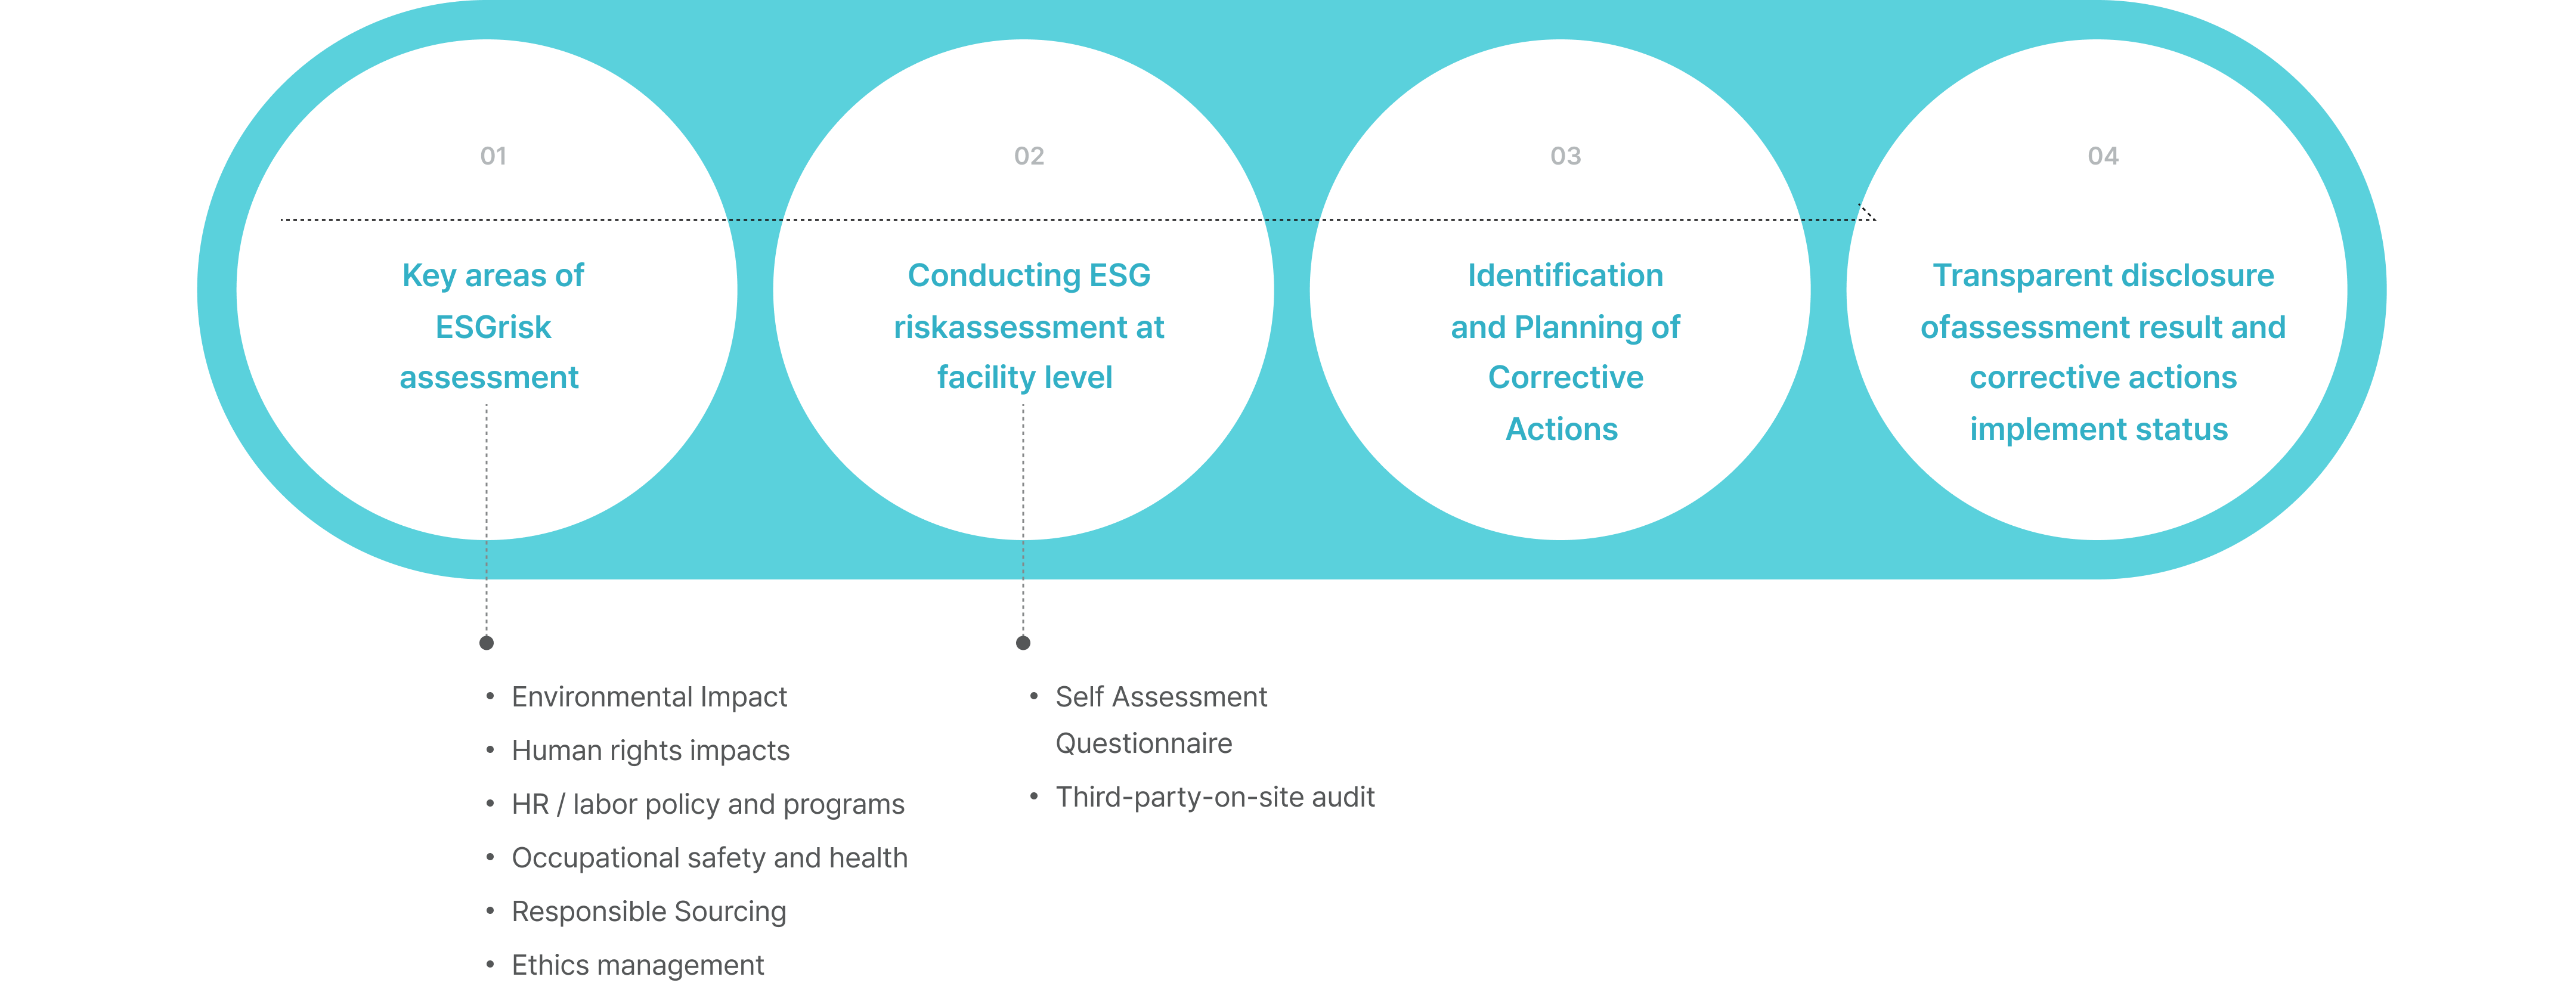 01
Key areas of
ESGrisk
assessment
02
Conducting ESG
riskassessment at
facility level
03
Identification
and Planning of
Corrective
Actions
04
Transparent disclosure
ofassessment result and
corrective actions
implement status
• Environmental Impact
• Human rights impacts
• HR / labor policy and programs
• Occupational safety and health
• Responsible Sourcing
• Ethics management
• Self Assessment
Questionnaire
• Third-party-on-site audit